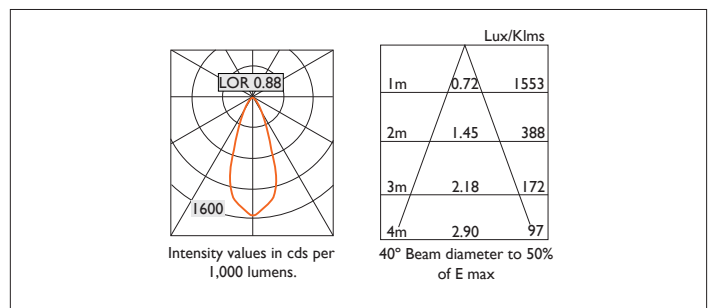 Lux/Klms
LOR 0.88
1m 0.72 1553
2m 1.45 388
3m 2.18 172
1600
4m 2.90 97
Intensity values in cds per
1,000 lumens.
40º Beam diameter to 50%
of E max